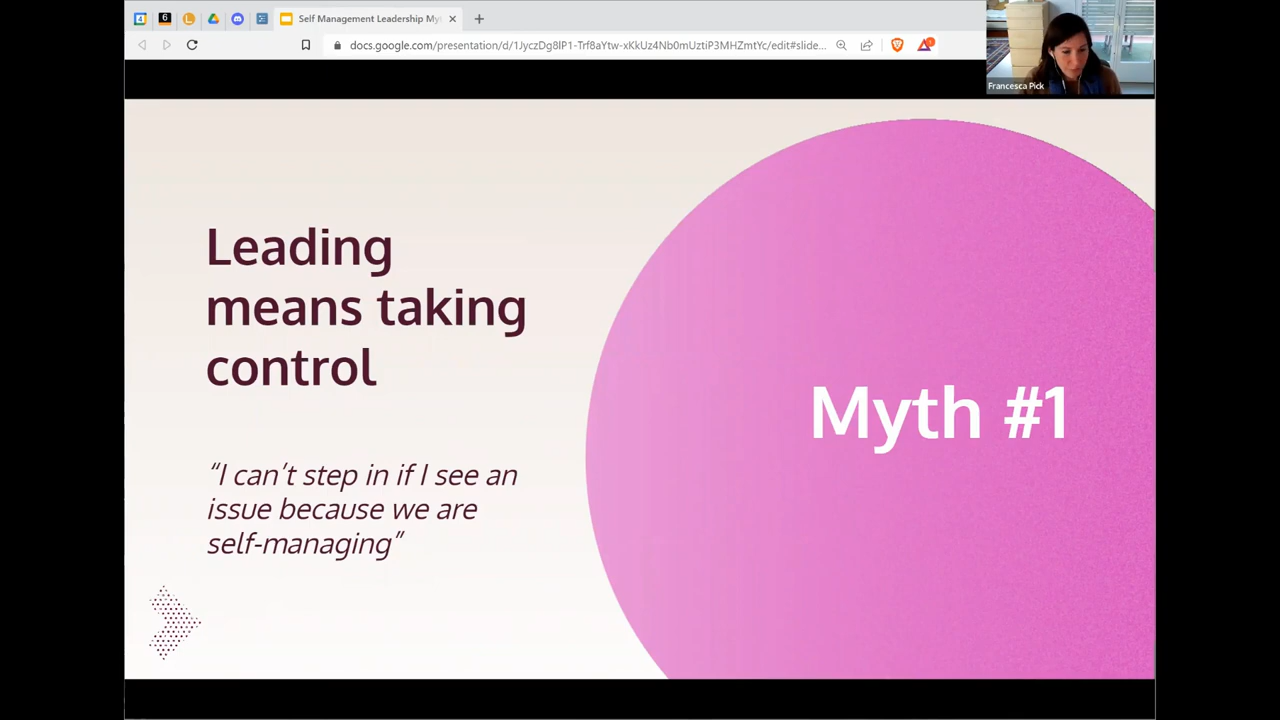 6
Self Management Leadership My
docs.google.com/presentation/d/1JyczDg8lP1-Trf8aYtw-xKkUz4Nb0mUztiP3MHZmtYc/edit#slide...
Francesca Pick
Leading
means taking
control
Myth #1
“I can’t step in if I see an
issue because we are
self-managing”